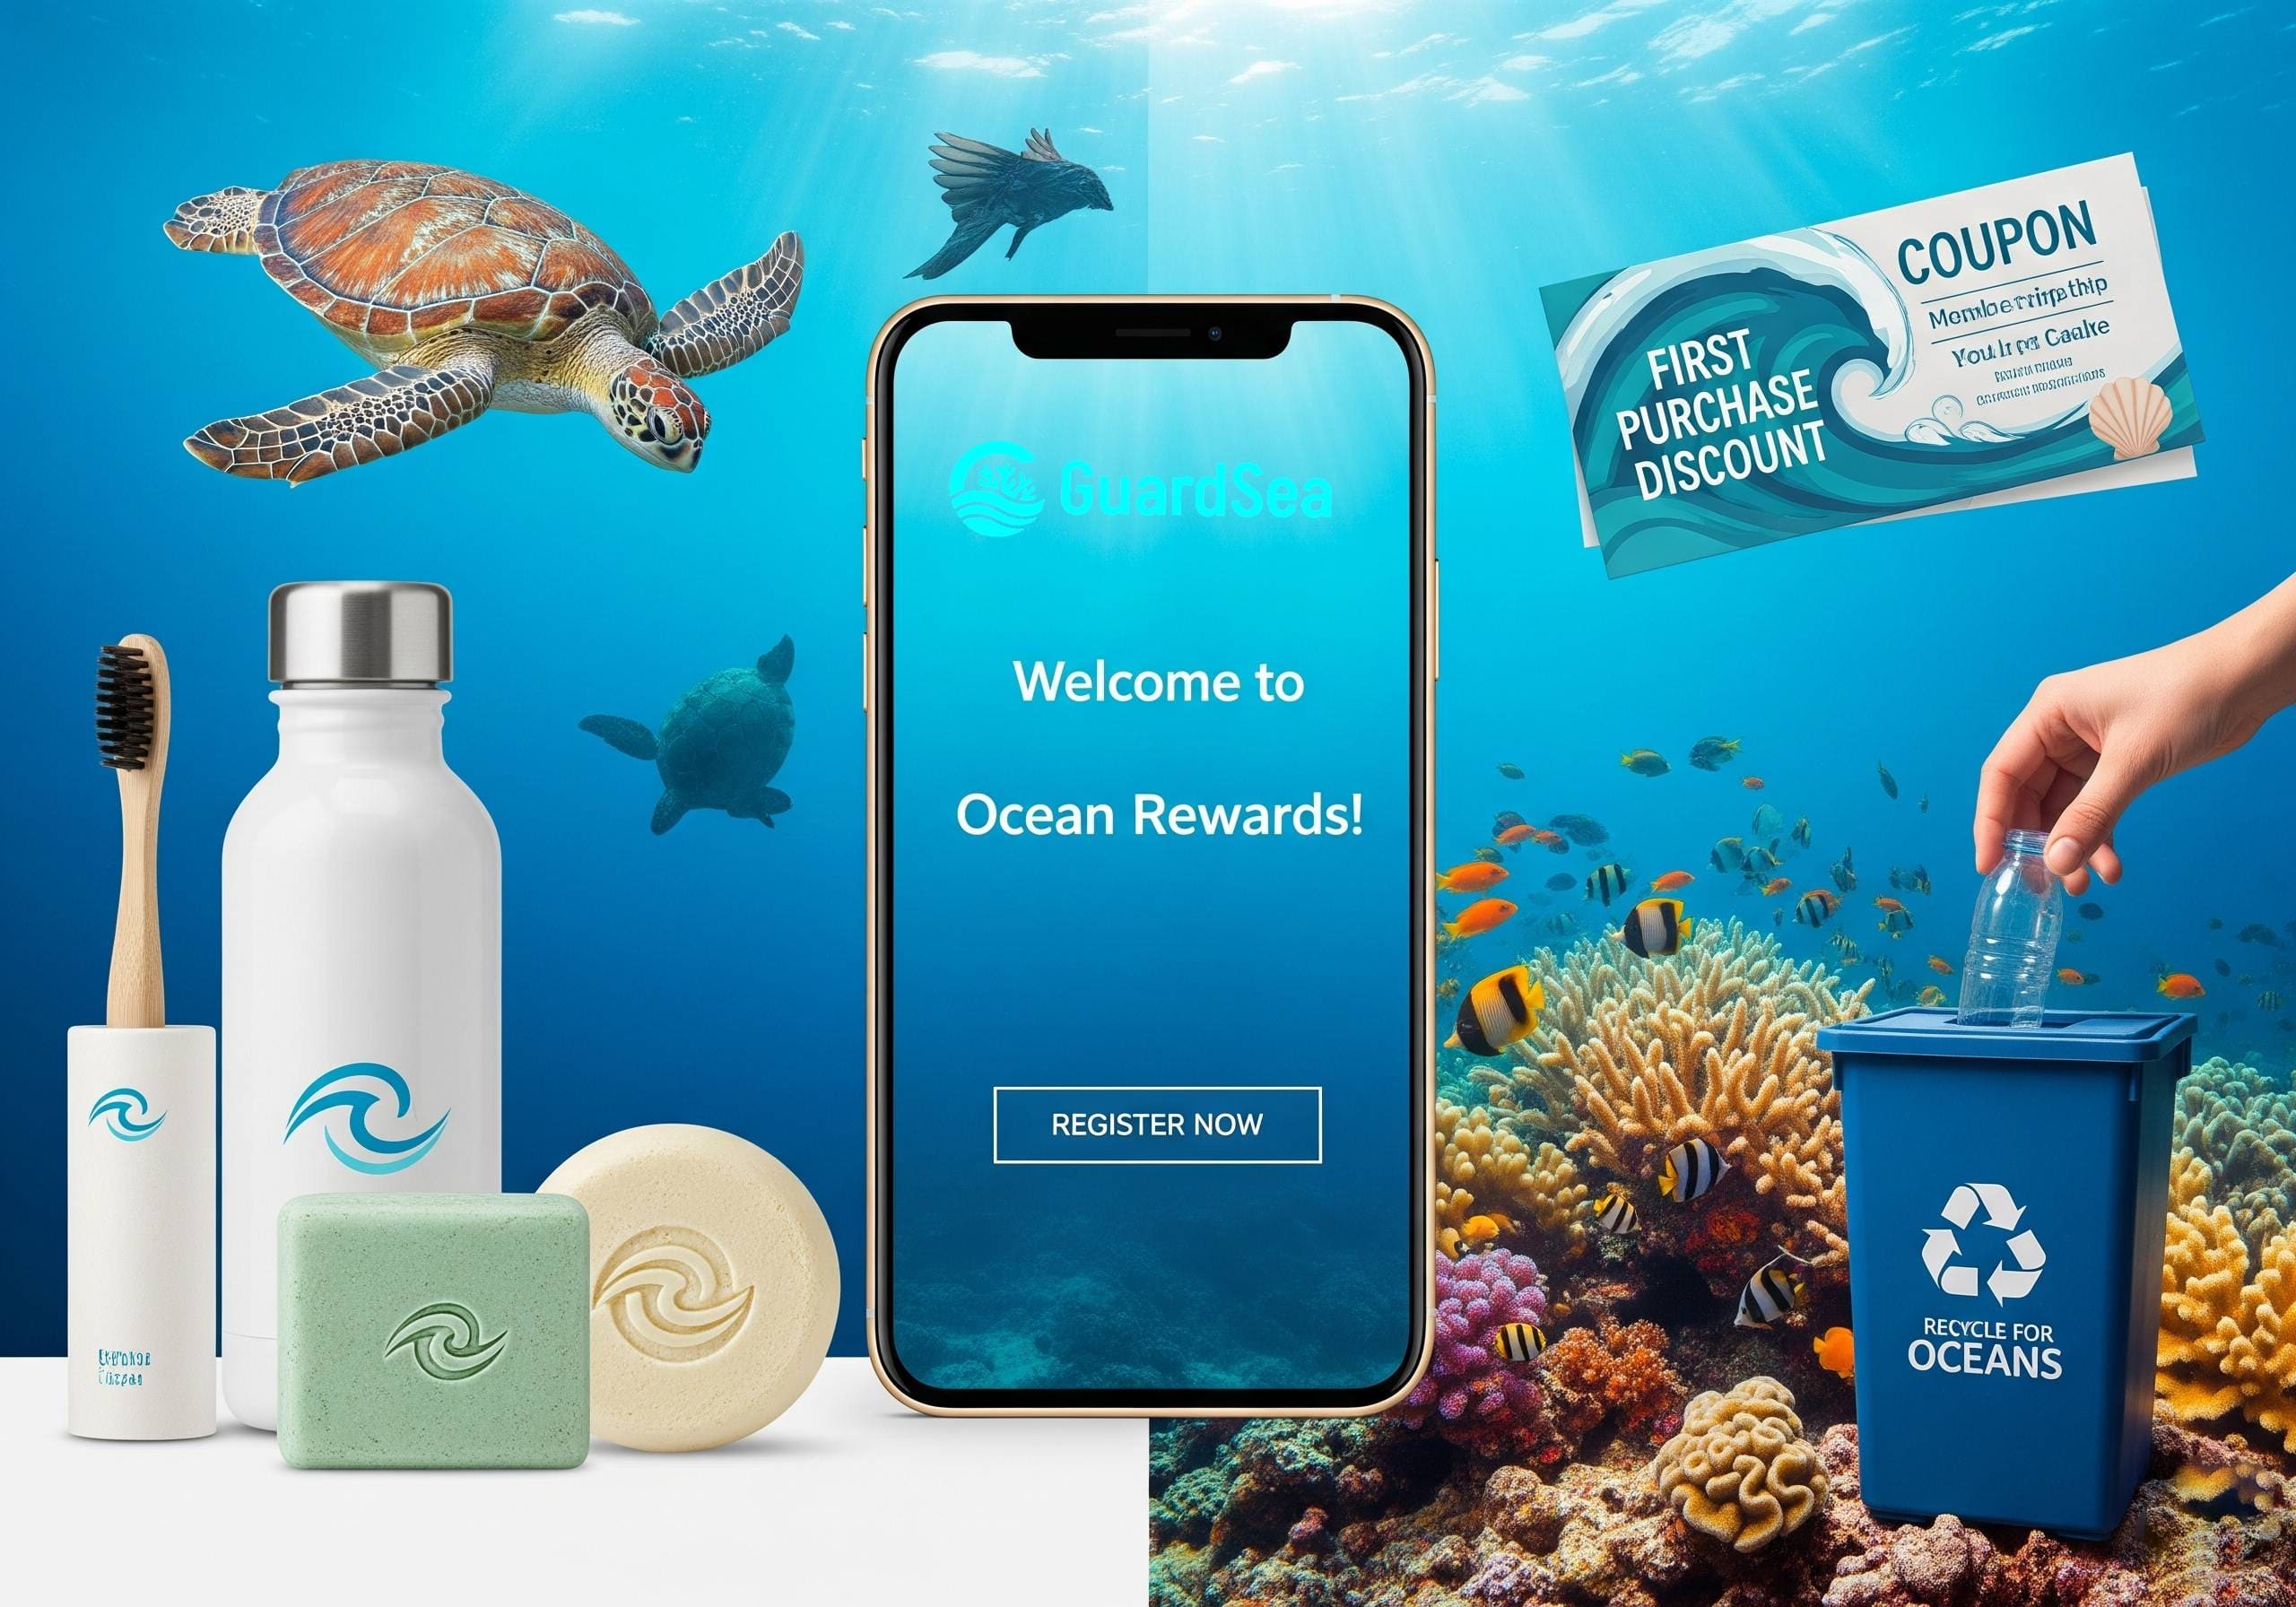 GuardSea
Welcome to
Ocean Rewards!
REGISTER NOW
COUPON
FIRST
PURCHASE
DISCOUNT
RECYCLE FOR
OCEANS